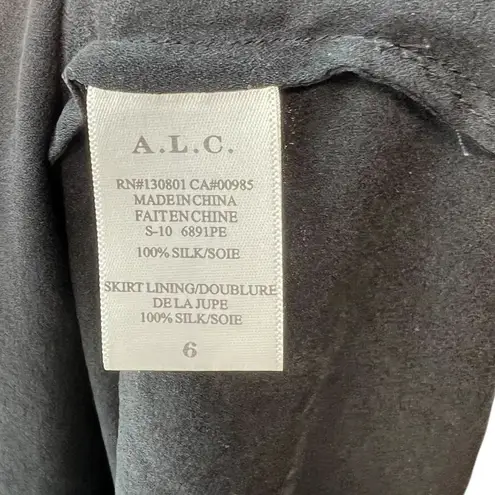 A.L.C.
RN#130801 CA#00985
MADE IN CHINA
FAIT EN CHINE
S-10 6891PE
100% SILK/SOIE
SKIRT LINING/DOUBLURE
DE LA JUPE
100% SILK/SOIE
6